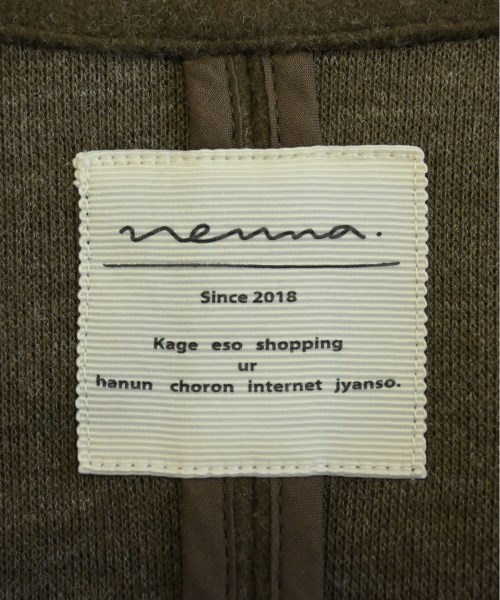 nenna.
Since 2018
Kage eso shopping
ur
hanun choron internet jyanso.